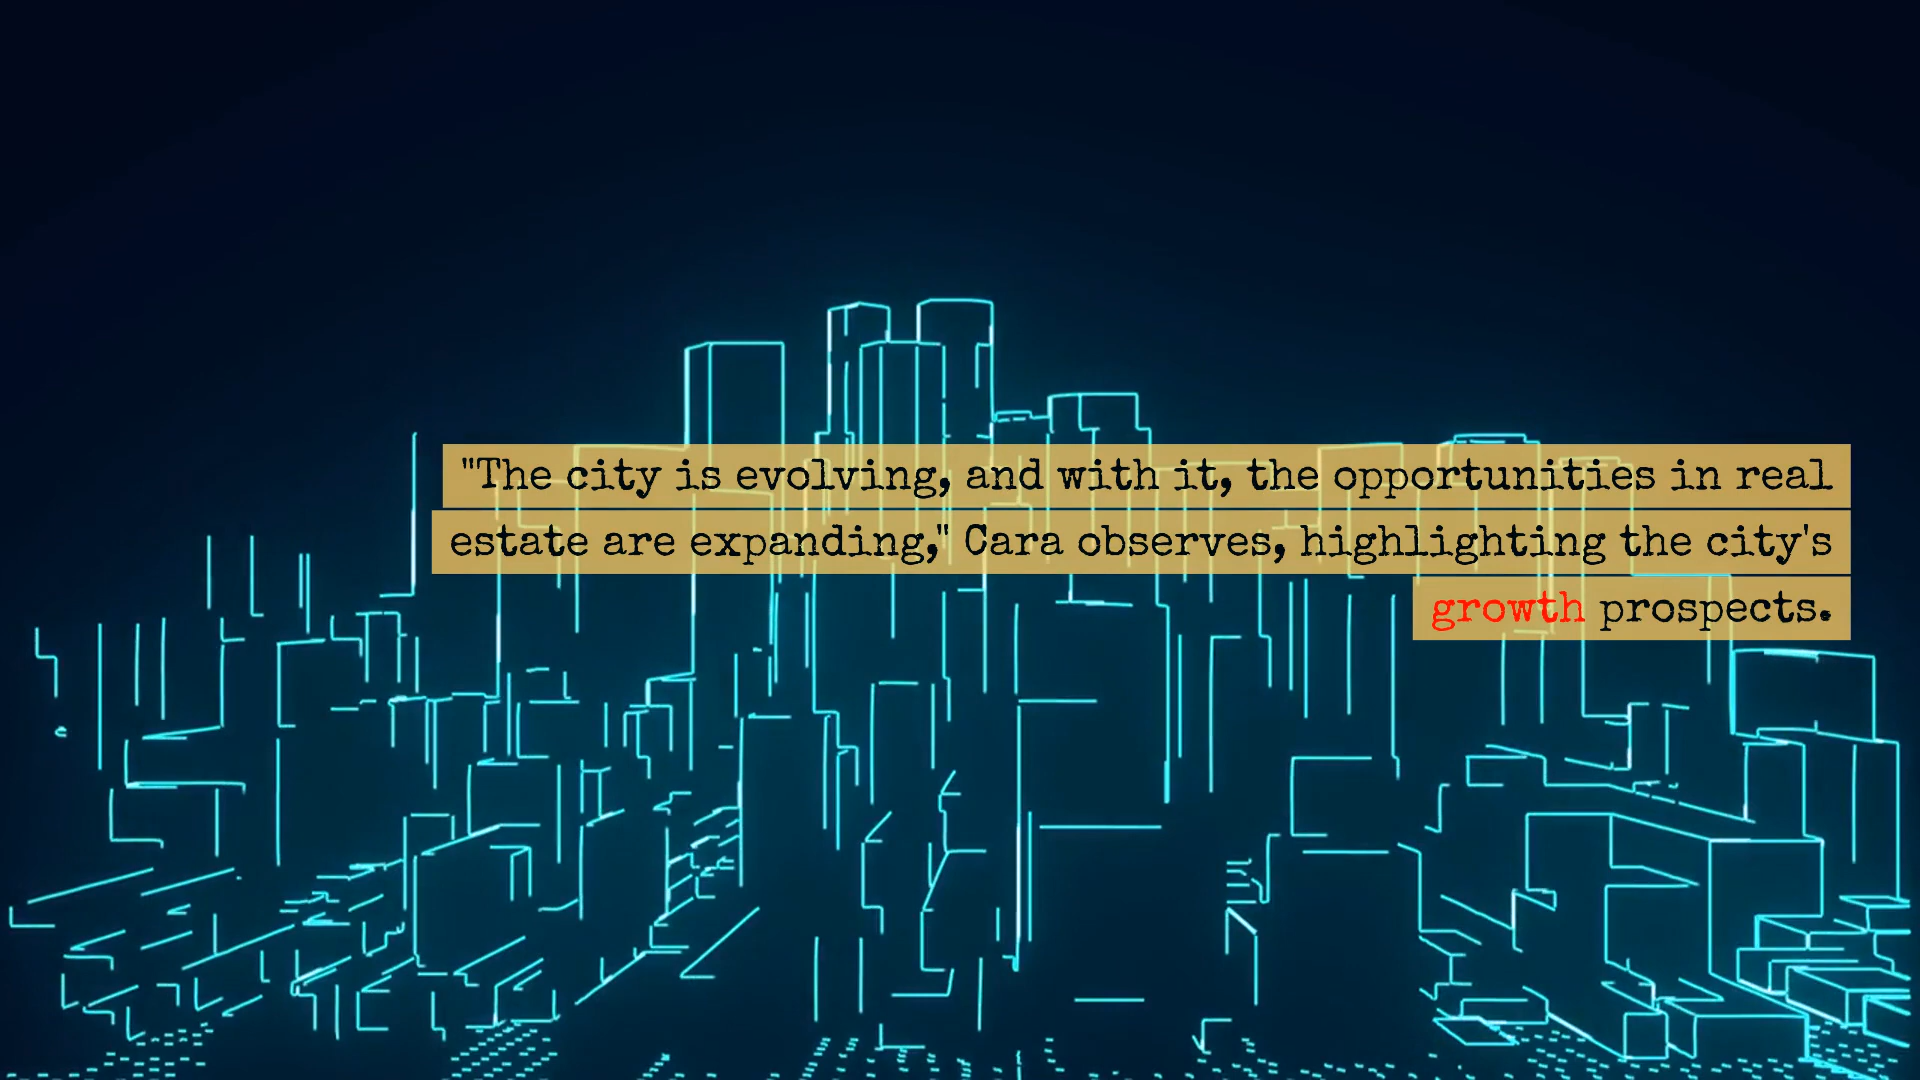 "The city is evolving, and with it, the opportunities in real
estate are expanding," Cara observes, highlighting the city's
growth prospects.